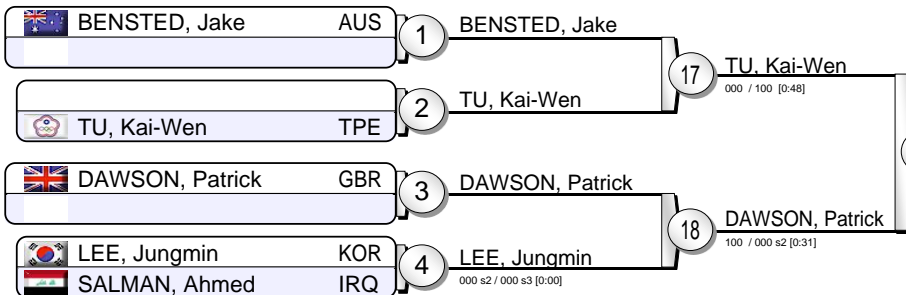 BENSTED, Jake AUS
1
BENSTED, Jake
TU, Kai-Wen TPE
2
TU, Kai-Wen
17
TU, Kai-Wen
000 / 100 [0:48]
DAWSON, Patrick GBR
3
DAWSON, Patrick
LEE, Jungmin KOR
SALMAN, Ahmed IRQ
4
LEE, Jungmin
000 s2 / 000 s3 [0:00]
18
DAWSON, Patrick
100 / 000 s2 [0:31]